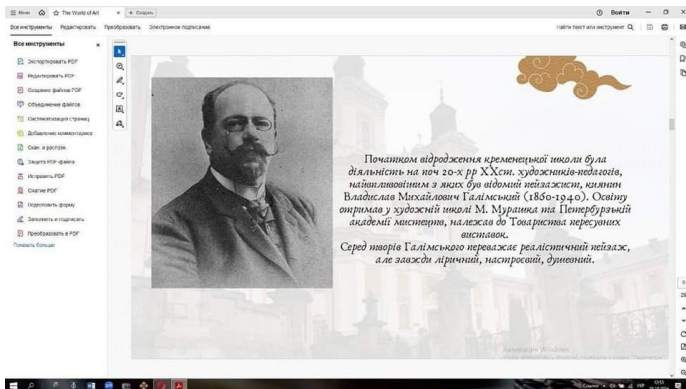 Меню
The World of Art
Создать
Войти
Все инструменты Редактировать Преобразовать Электронное подписание
Найти текст или инструмент
Все инструменты
Экспортировать PDF
Редактировать PDF
Создание файлов PDF
Объединение файлов
Систематизация страниц
Добавление комментариев
Скан. и распозн.
Защита PDF-файла
Исправить PDF
Сжатие PDF
Подготовить форму
Заполнить и подписать
Преобразовать в PDF
Показать больше
Початком відродження кременецької школи була
діяльність на поч 20-х рр XXст. художників-педагогів,
найвпливовішим з яких був відомий пейзажист, киянин
Владислав Михайлович Галімський (1860-1940). Освіту
отримав у художній школі М. Мурашка та Петербурзькій
академії мистецтв, належав до Товариства пересувних
виставок.
Серед творів Галімського переважає реалістичний пейзаж,
але завжди ліричний, настроєвий, душевний.
Активация Windows